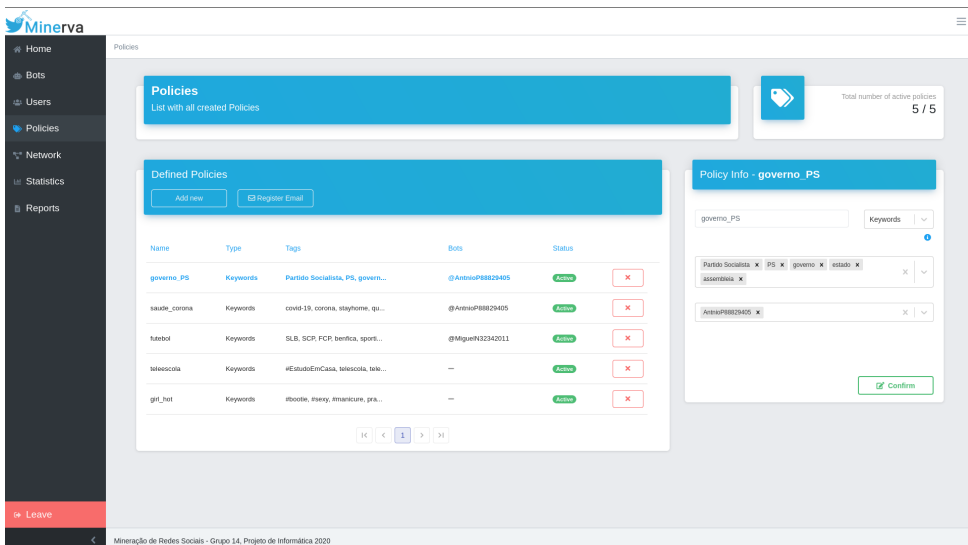 Minerva
Home
Policies
Bots
Users
Policies
Network
Statistics
Reports
Leave
Policies
List with all created Policies
Total number of active policies
5 / 5
Defined Policies
Add new
Register Email
Name Type Tags Bots Status
governo_PS Keywords Partido Socialista, PS, govern... @AntnioP88829405 Active
saude_corona Keywords covid-19, corona, stayhome, qu... @AntnioP88829405 Active
futebol Keywords SLB, SCP, FCP, benfica, sporti... @MiguelN32342011 Active
teleescola Keywords #EstudoEmCasa, telescola, tele... — Active
girl_hot Keywords #bootie, #sexy, #manicure, pra... — Active
1
Policy Info - governo_PS
governo_PS Keywords
Partido Socialista x PS x governo x estado x
assembleia x
AntnioP88829405 x
Confirm
Mineração de Redes Sociais - Grupo 14, Projeto de Informática 2020